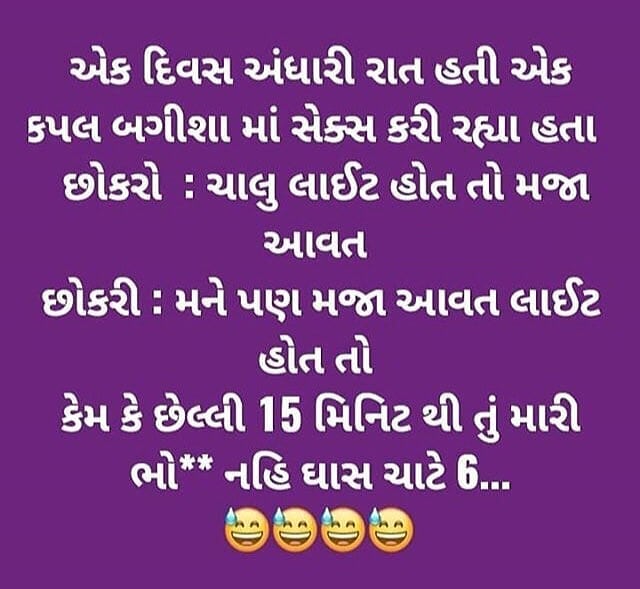 એક દિવસ અંધારી રાત હતી એક
કપલ બગીશા માં સેક્સ કરી રહ્યા હતા
છોકરો : ચાલુ લાઈટ હોત તો મજા
આવત
છોકરી : મને પણ મજા આવત લાઈટ
હોત તો
કેમ કે છેલ્લી 15 મિનિટ થી તું મારી
ભો** નહિ ઘાસ ચાટે 6...
😅😅😅😅